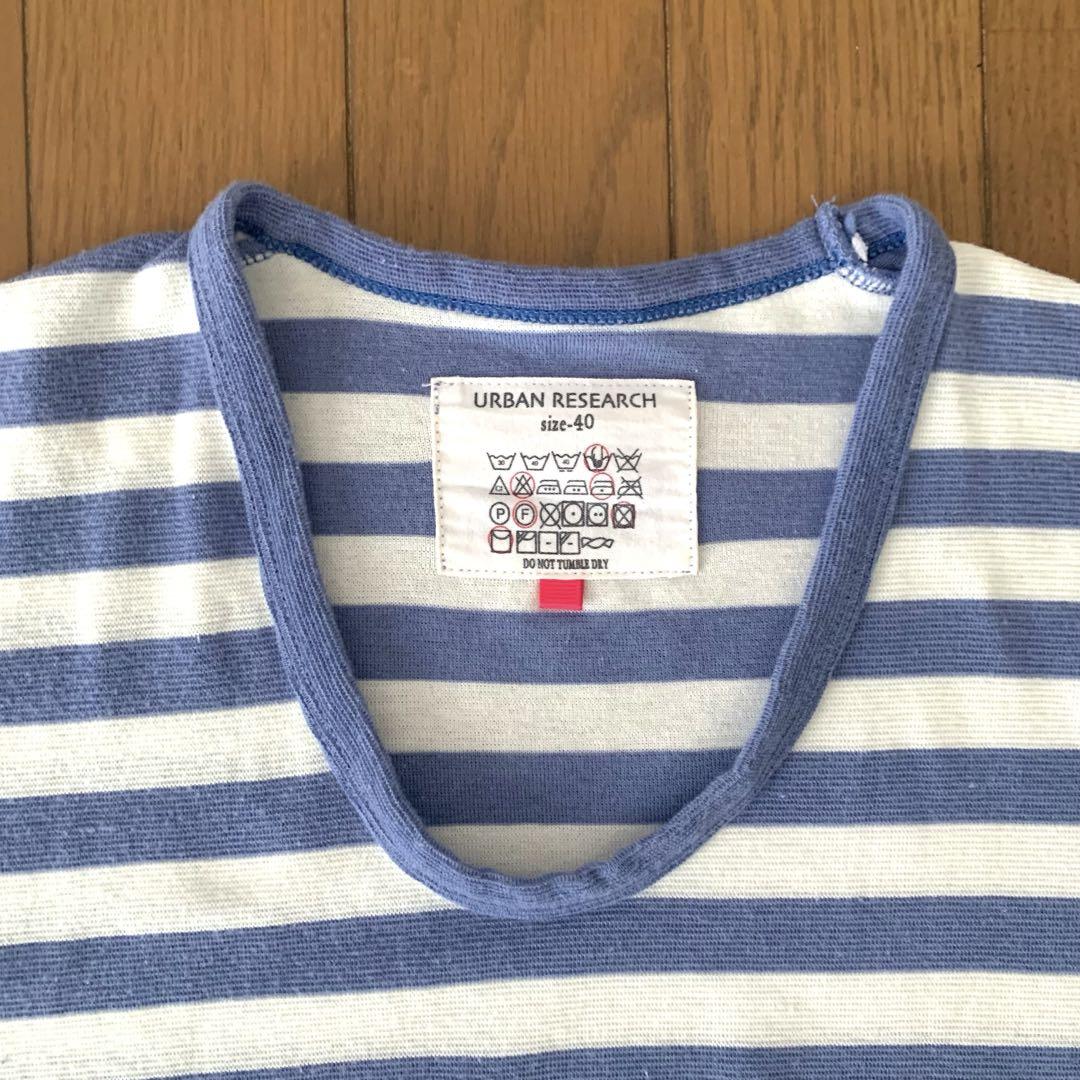 URBAN RESEARCH
size-40
P F
DO NOT TUMBLE DRY